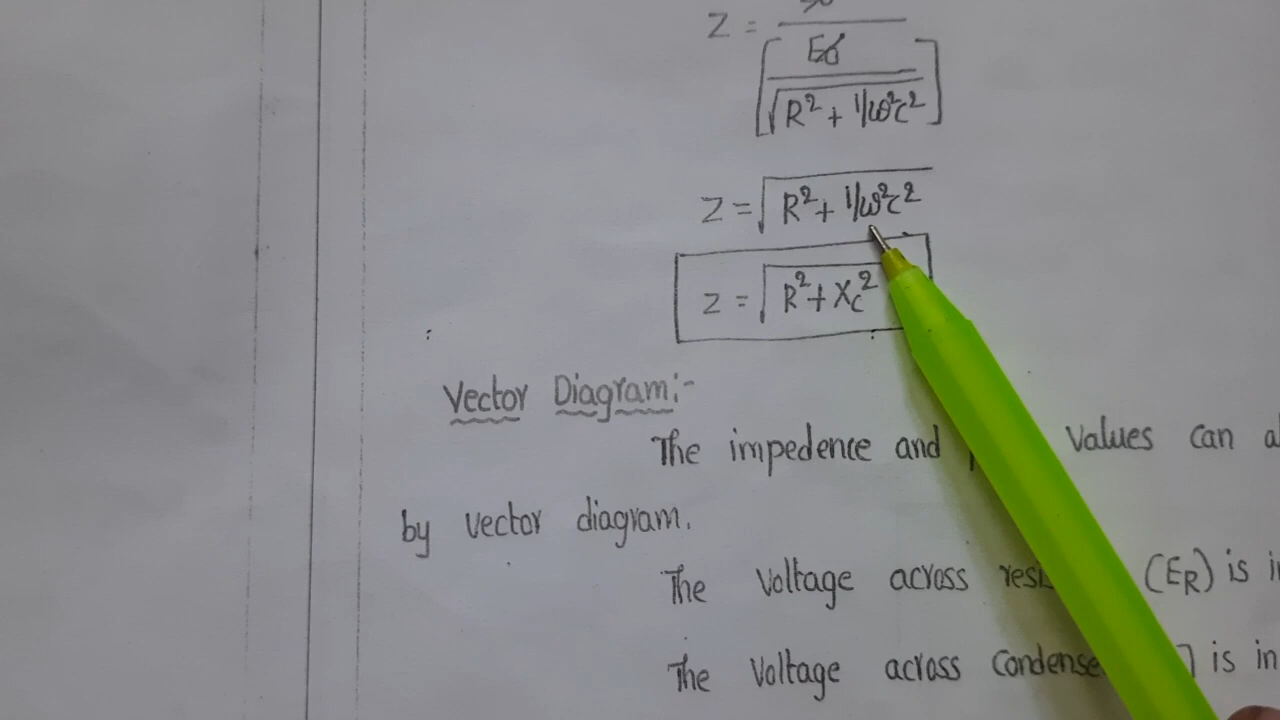 Z =
E0
√R² + 1/ω²c²
Z = √R² + 1/ω²c²
Z = √R² + Xc²
Vector Diagram:-
The impedence and values can
by vector diagram.
The voltage across (ER) is
The voltage across is in